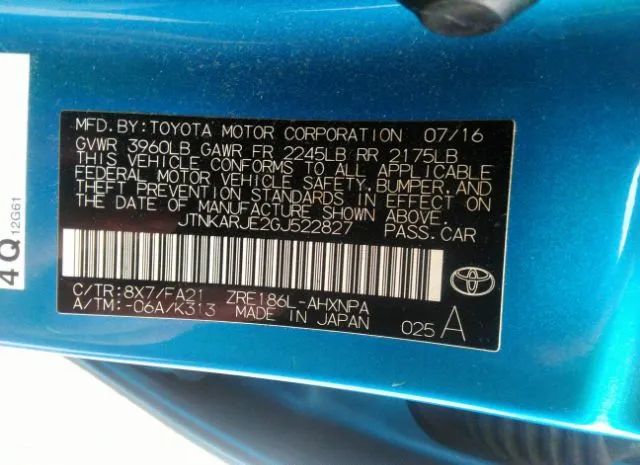 MFD.BY:TOYOTA MOTOR CORPORATION 07/16
GVWR 3960LB GAWR FR 2245LB RR 2175LB
THIS VEHICLE CONFORMS TO ALL APPLICABLE
FEDERAL MOTOR VEHICLE SAFETY,BUMPER,AND
THEFT PREVENTION STANDARDS IN EFFECT ON
THE DATE OF MANUFACTURE SHOWN ABOVE.
JTNKARJE2GJ522827 PASS.CAR
C/TR:8X7/FA21 ZRE186L-AHXNPA
A/TM:-06A/K313 MADE IN JAPAN 025 A
4Q 12G61